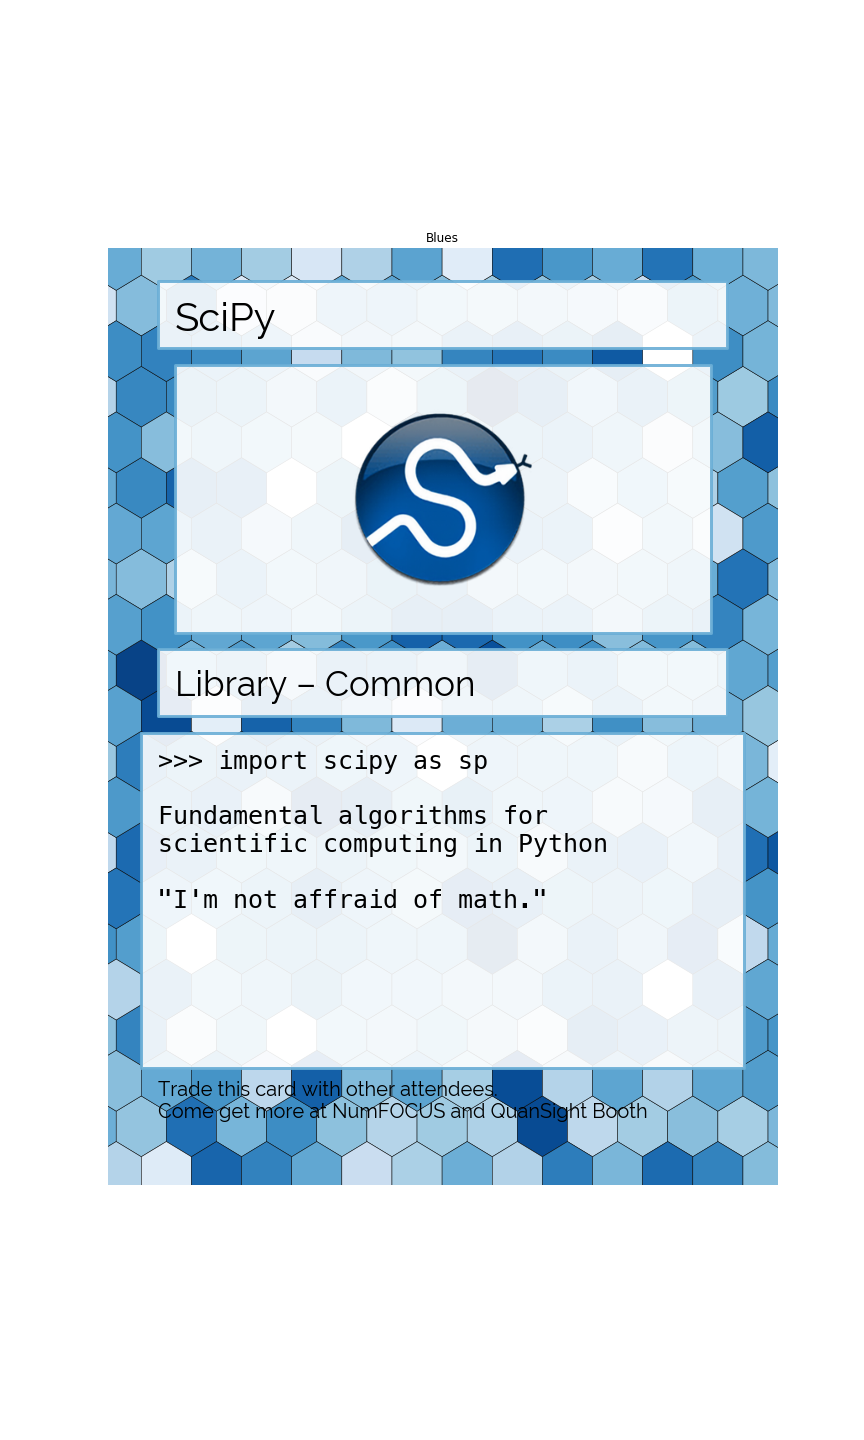 Blues
SciPy
Library – Common
>>> import scipy as sp
Fundamental algorithms for
scientific computing in Python
"I'm not affraid of math."
Trade this card with other attendees.
Come get more at NumFOCUS and QuanSight Booth